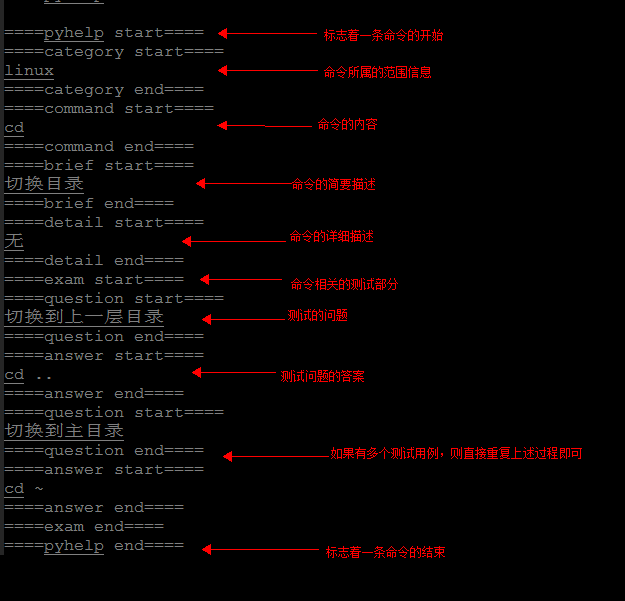 ====pyhelp start==== 标志着一条命令的开始
====category start====
linux 命令所属的范围信息
====category end====
====command start====
cd 命令的内容
====command end====
====brief start====
切换目录 命令的简要描述
====brief end====
====detail start====
无 命令的详细描述
====detail end====
====exam start==== 命令相关的测试部分
====question start====
切换到上一层目录 测试的问题
====question end====
====answer start====
cd .. 测试问题的答案
====answer end====
====question start====
切换到主目录
====question end==== 如果有多个测试用例，则直接重复上述过程即可
====answer start====
cd ~
====answer end====
====exam end====
====pyhelp end==== 标志着一条命令的结束